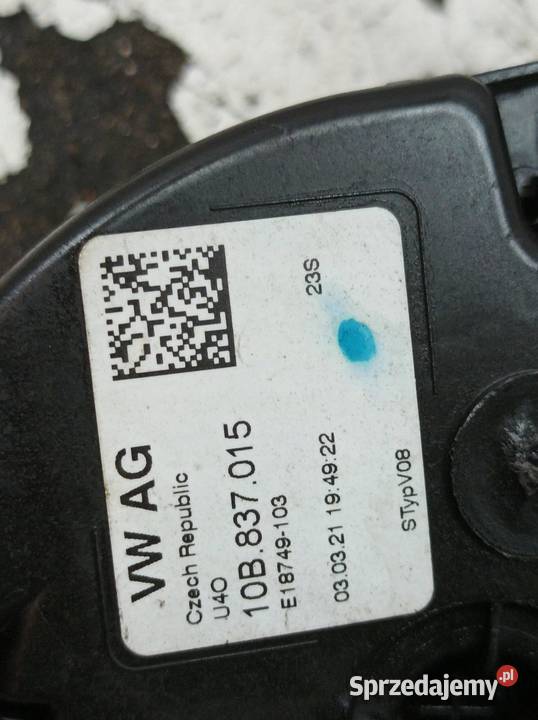 VW AG
Czech Republic
U4O
10B.837.015
E18749-103
03.03.21 19:49:22
23S
STypV08
Sprzedajemy.pl